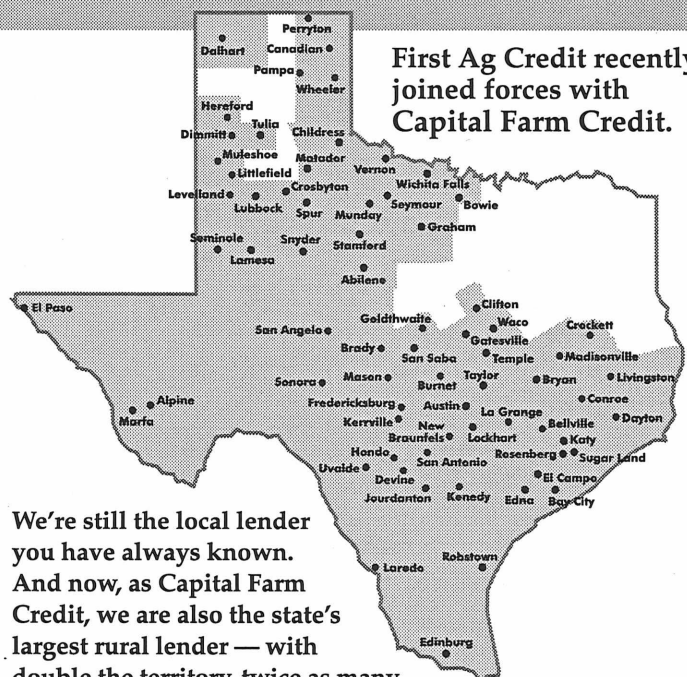 First Ag Credit recently
joined forces with
Capital Farm Credit.
Perryton
Dalhart
Canadian
Pampa
Wheeler
Hereford
Tulia
Dimmitt
Childress
Muleshoe
Matador
Vernon
Littlefield
Wichita Falls
Levelland
Lubbock
Crosbyton
Spur
Munday
Seymour
Bowie
Graham
Seminole
Lamesa
Snyder
Stamford
Abilene
El Paso
Clifton
Goldthwaite
Waco
Crockett
San Angelo
Gatesville
Brady
San Saba
Temple
Madisonville
Sonora
Mason
Burnet
Taylor
Bryan
Livingston
Alpine
Marfa
Fredericksburg
Austin
La Grange
Conroe
Kerrville
New
Braunfels
Lockhart
Bellville
Dayton
Katy
Hondo
San Antonio
Rosenberg
Sugar Land
Uvalde
Devine
El Campo
Jourdanton
Kenedy
Edna
Bay City
Laredo
Robstown
Edinburg
We're still the local lender
you have always known.
And now, as Capital Farm
Credit, we are also the state's
largest rural lender — with
double the territory, twice as many